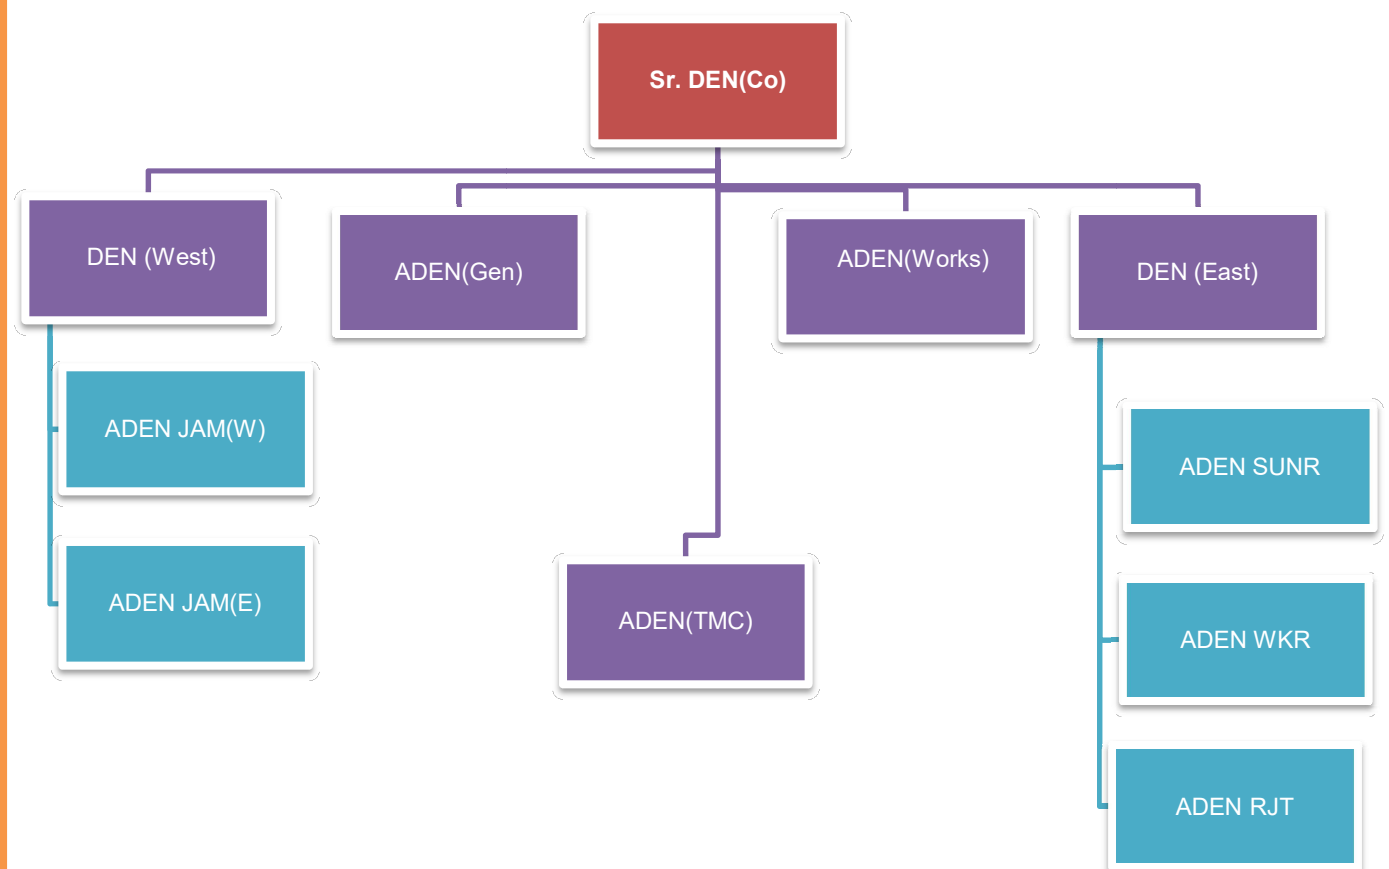 Sr. DEN(Co)
DEN (West)
ADEN(Gen)
ADEN(Works)
DEN (East)
ADEN JAM(W)
ADEN JAM(E)
ADEN(TMC)
ADEN SUNR
ADEN WKR
ADEN RJT